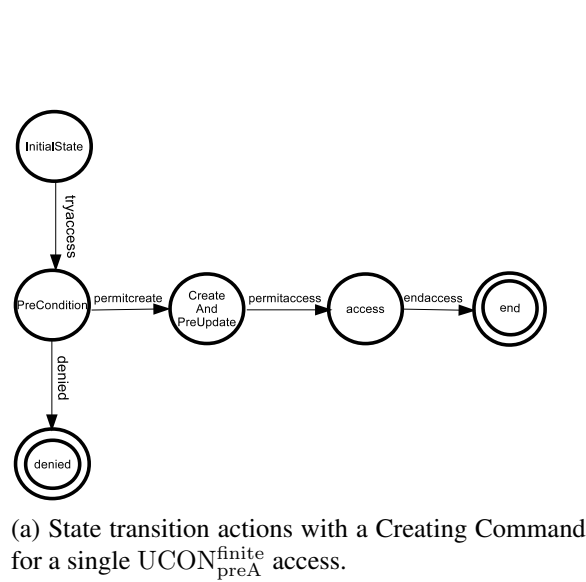 InitialState
tryaccess
PreCondition
permitcreate
Create
And
PreUpdate
permitaccess
access
endaccess
end
denied
denied
(a) State transition actions with a Creating Command
for a single UCON^finite_preA access.